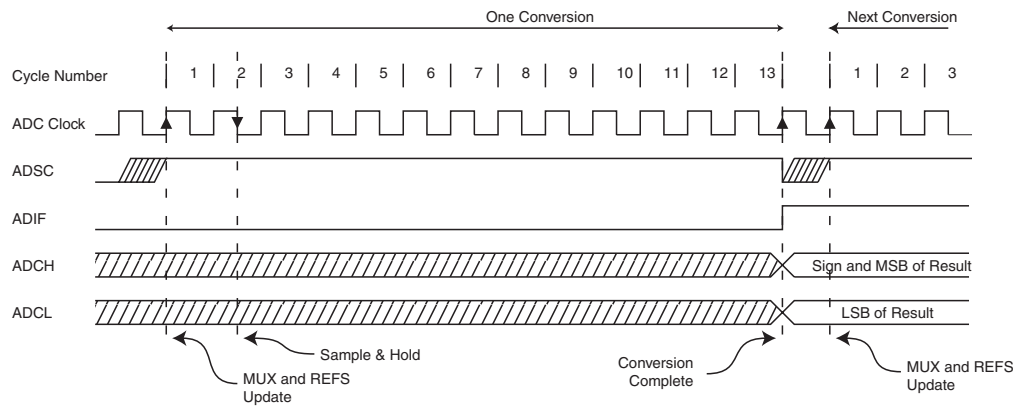 One Conversion
Next Conversion
Cycle Number 1 2 3 4 5 6 7 8 9 10 11 12 13 1 2 3
ADC Clock
ADSC
ADIF
ADCH Sign and MSB of Result
ADCL LSB of Result
Sample & Hold
MUX and REFS
Update
Conversion
Complete
MUX and REFS
Update